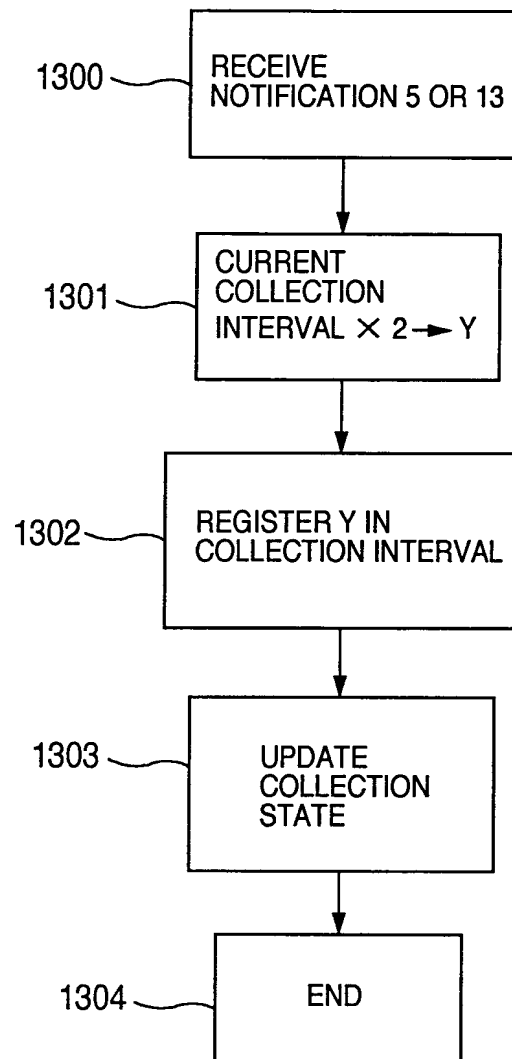 1300
RECEIVE
NOTIFICATION 5 OR 13
1301
CURRENT
COLLECTION
INTERVAL × 2 → Y
1302
REGISTER Y IN
COLLECTION INTERVAL
1303
UPDATE
COLLECTION
STATE
1304
END